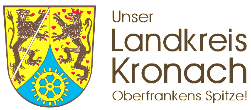 Unser
Landkreis
Kronach
Oberfrankens Spitze!